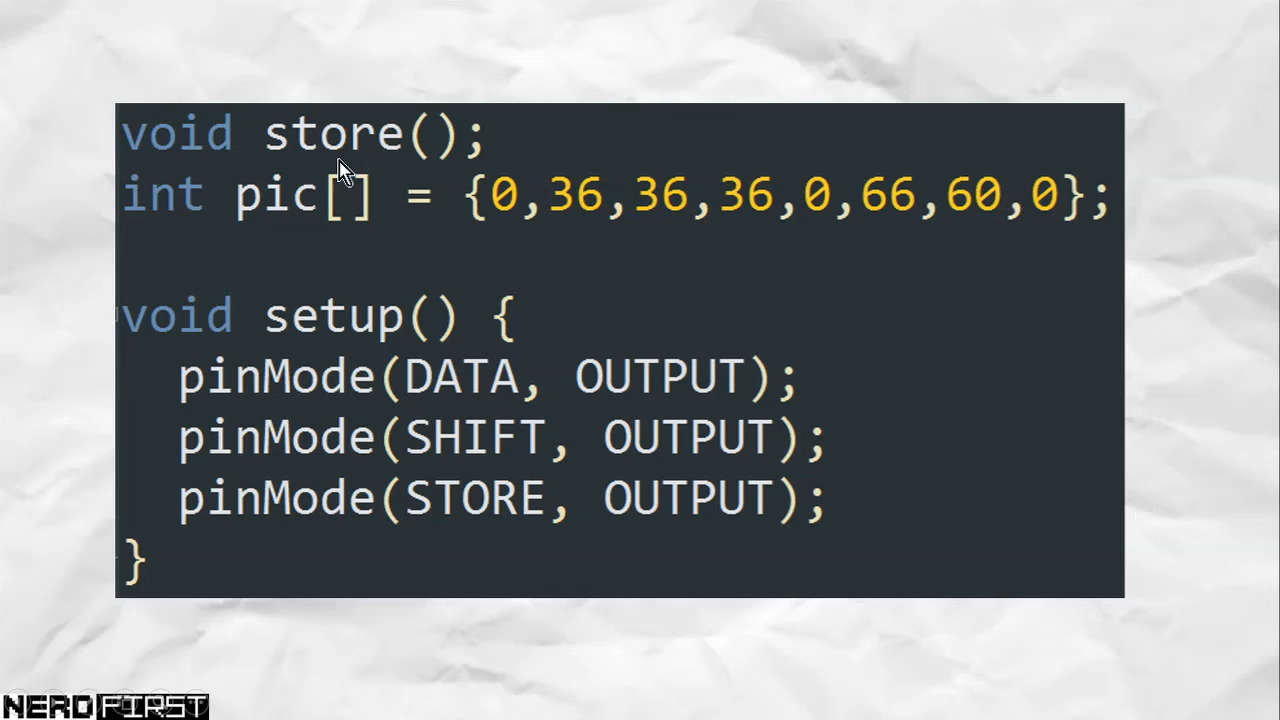 void store();
int pic[] = {0,36,36,36,0,66,60,0};
void setup() {
pinMode(DATA, OUTPUT);
pinMode(SHIFT, OUTPUT);
pinMode(STORE, OUTPUT);
}
NERDFIRST